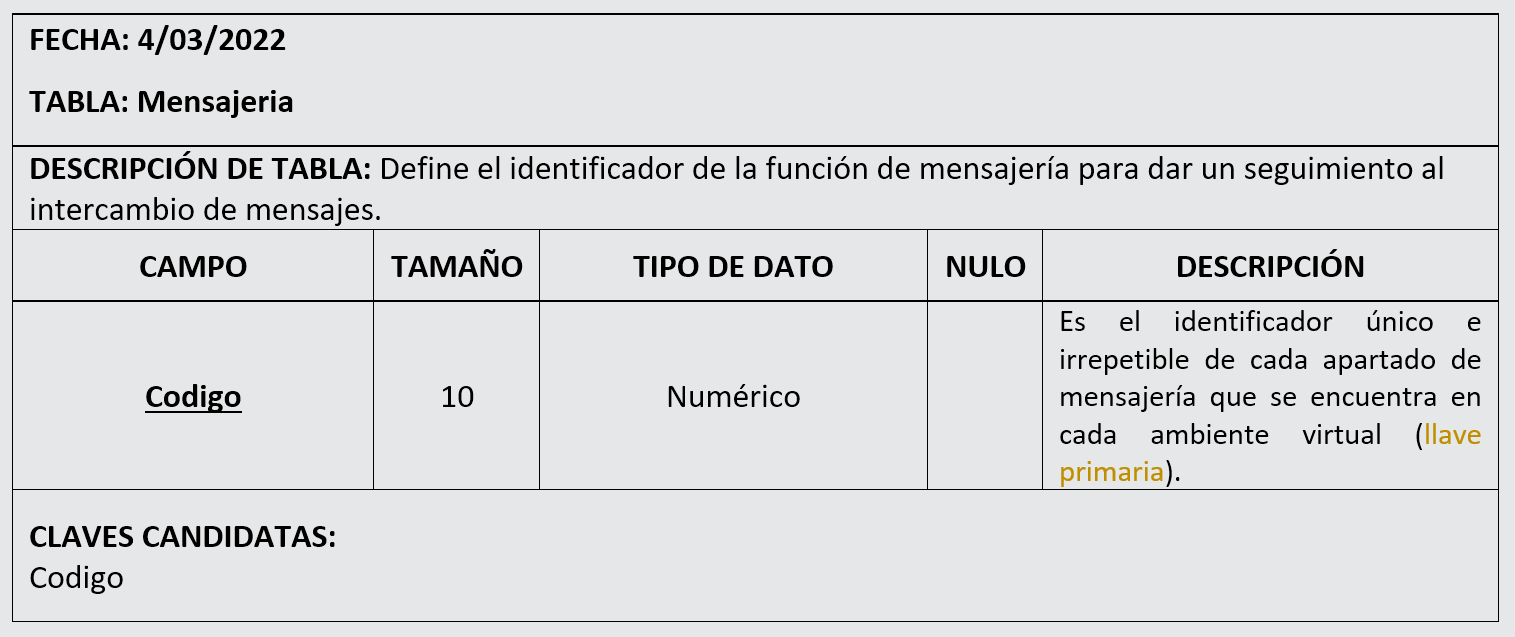 FECHA: 4/03/2022
TABLA: Mensajeria
DESCRIPCIÓN DE TABLA: Define el identificador de la función de mensajería para dar un seguimiento al
intercambio de mensajes.
CAMPO TAMAÑO TIPO DE DATO NULO DESCRIPCIÓN
Codigo 10 Numérico
Es el identificador único e
irrepetible de cada apartado de
mensajería que se encuentra en
cada ambiente virtual (llave
primaria).
CLAVES CANDIDATAS:
Codigo